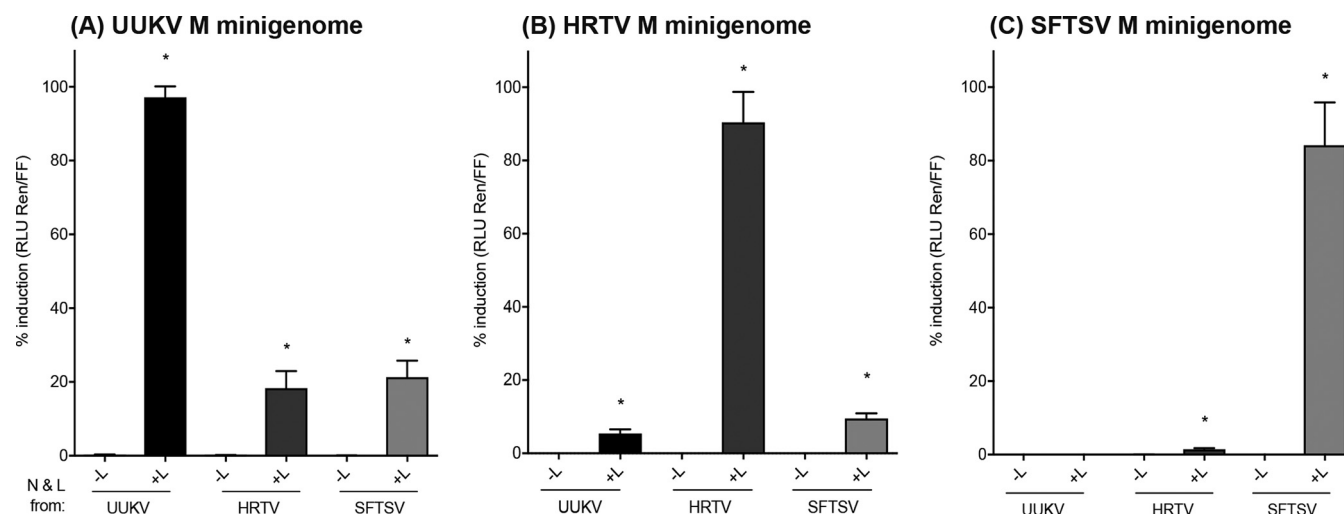 (A) UUKV M minigenome
% induction (RLU Ren/FF)
100
80
60
40
20
0
*
*
*
-L
+L
-L
+L
-L
+L
N & L
from:
UUKV
HRTV
SFTSV
(B) HRTV M minigenome
% induction (RLU Ren/FF)
100
80
60
40
20
0
*
*
*
-L
+L
-L
+L
-L
+L
UUKV
HRTV
SFTSV
(C) SFTSV M minigenome
% induction (RLU Ren/FF)
100
80
60
40
20
0
*
*
-L
+L
-L
+L
-L
+L
UUKV
HRTV
SFTSV